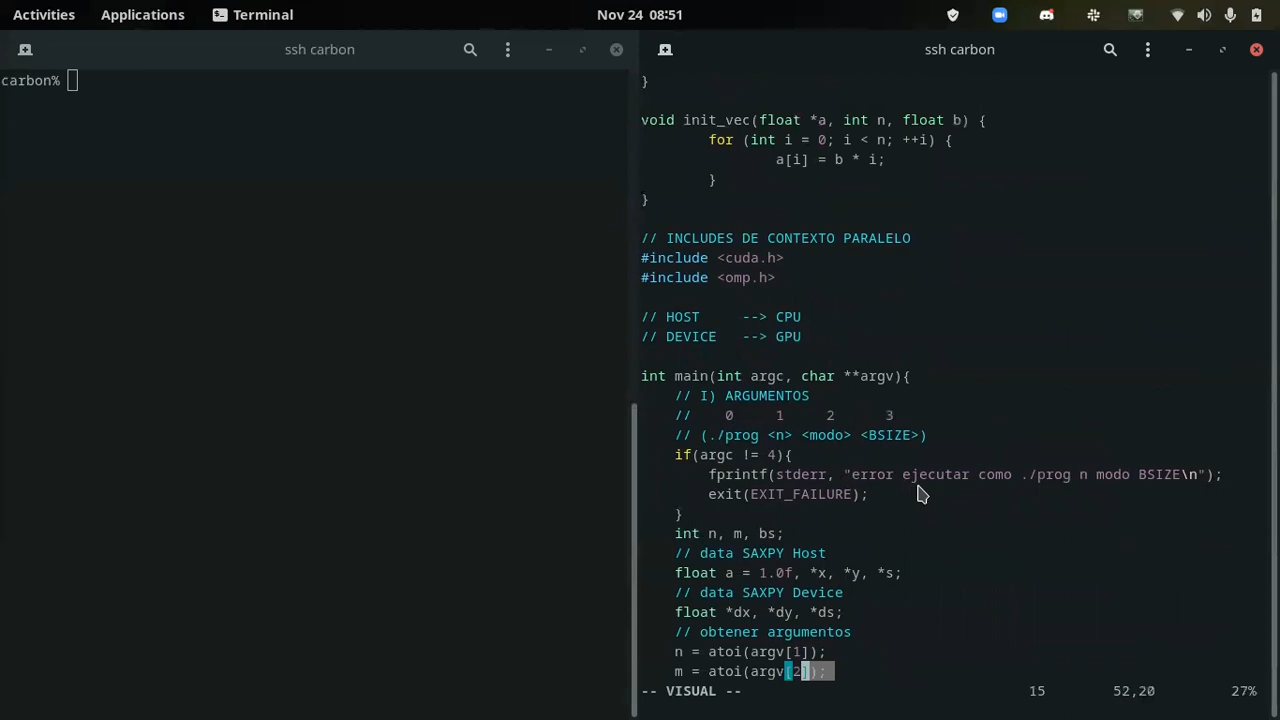 Activities Applications Terminal Nov 24 08:51
ssh carbon
carbon%
ssh carbon
}
void init_vec(float *a, int n, float b) {
for (int i = 0; i < n; ++i) {
a[i] = b * i;
}
}
// INCLUDES DE CONTEXTO PARALELO
#include <cuda.h>
#include <omp.h>
// HOST --> CPU
// DEVICE --> GPU
int main(int argc, char **argv){
// I) ARGUMENTOS
// 0 1 2 3
// (./prog <n> <modo> <BSIZE>)
if(argc != 4){
fprintf(stderr, "error ejecutar como ./prog n modo BSIZE\n");
exit(EXIT_FAILURE);
}
int n, m, bs;
// data SAXPY Host
float a = 1.0f, *x, *y, *s;
// data SAXPY Device
float *dx, *dy, *ds;
// obtener argumentos
n = atoi(argv[1]);
m = atoi(argv[2]);
-- VISUAL -- 15 52,20 27%